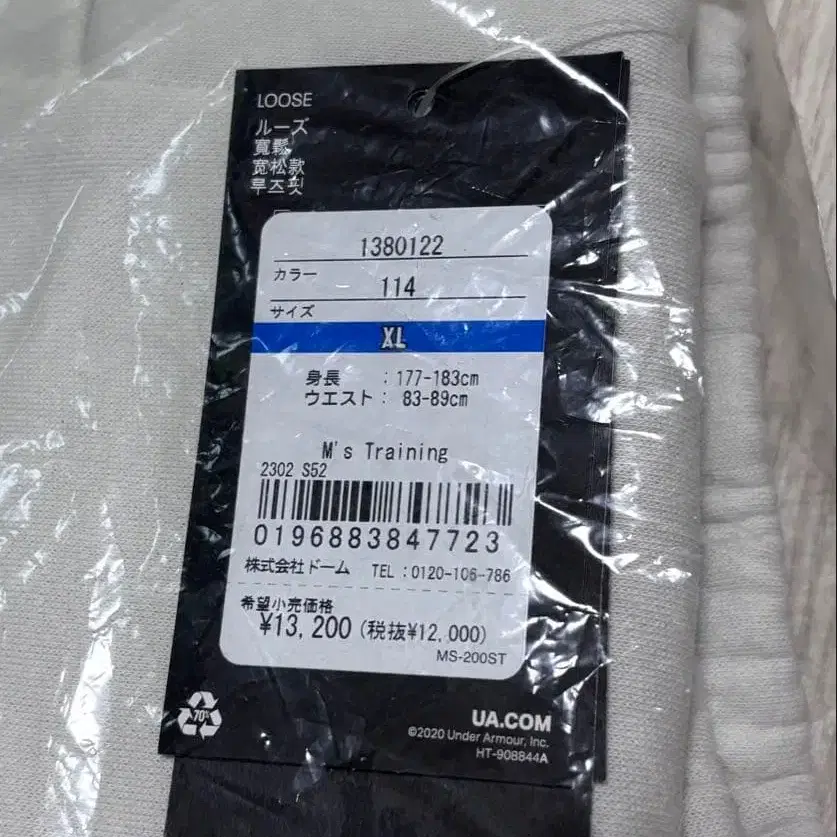 LOOSE
ルーズ
寬鬆
宽松款
루즈핏
1380122
カラー
114
サイズ
XL
身長 : 177-183cm
ウエスト : 83-89cm
M's Training
2302 S52
0196883847723
株式会社ドーム TEL:0120-106-786
希望小売価格
¥13,200 (税抜¥12,000)
MS-200ST
70%
UA.COM
©2020 Under Armour, Inc.
HT-908844A